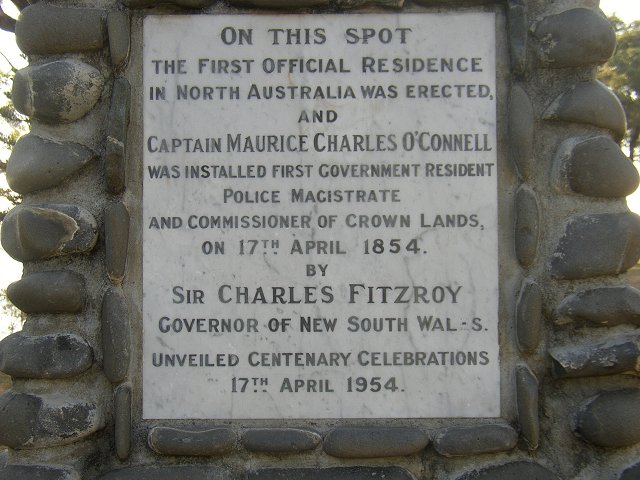 ON THIS SPOT
THE FIRST OFFICIAL RESIDENCE
IN NORTH AUSTRALIA WAS ERECTED,
AND
CAPTAIN MAURICE CHARLES O'CONNELL
WAS INSTALLED FIRST GOVERNMENT RESIDENT
POLICE MAGISTRATE
AND COMMISSIONER OF CROWN LANDS,
ON 17TH APRIL 1854.
BY
SIR CHARLES FITZROY
GOVERNOR OF NEW SOUTH WAL-S.
UNVEILED CENTENARY CELEBRATIONS
17TH APRIL 1954.